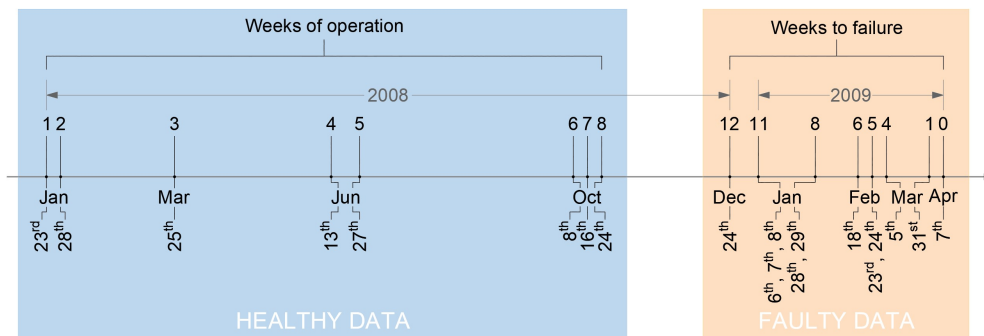 Weeks of operation
Weeks to failure
2008
2009
1 2 3 4 5 6 7 8 12 11 8 6 5 4 1 0
Jan Mar Jun Oct Dec Jan Feb Mar Apr
23rd
28th
25th
13th
27th
8th
16th
24th
24th
6th, 7th, 8th
28th, 29th
18th
23rd, 24th
5th
31st
7th
HEALTHY DATA
FAULTY DATA